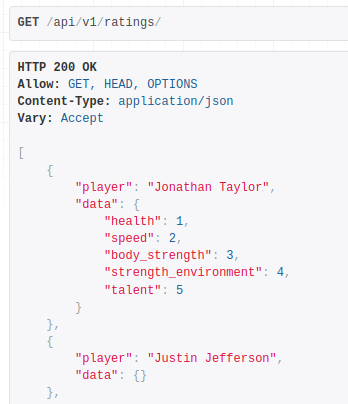 GET /api/v1/ratings/
HTTP 200 OK
Allow: GET, HEAD, OPTIONS
Content-Type: application/json
Vary: Accept
[
    {
        "player": "Jonathan Taylor",
        "data": {
            "health": 1,
            "speed": 2,
            "body_strength": 3,
            "strength_environment": 4,
            "talent": 5
        }
    },
    {
        "player": "Justin Jefferson",
        "data": {}
    },